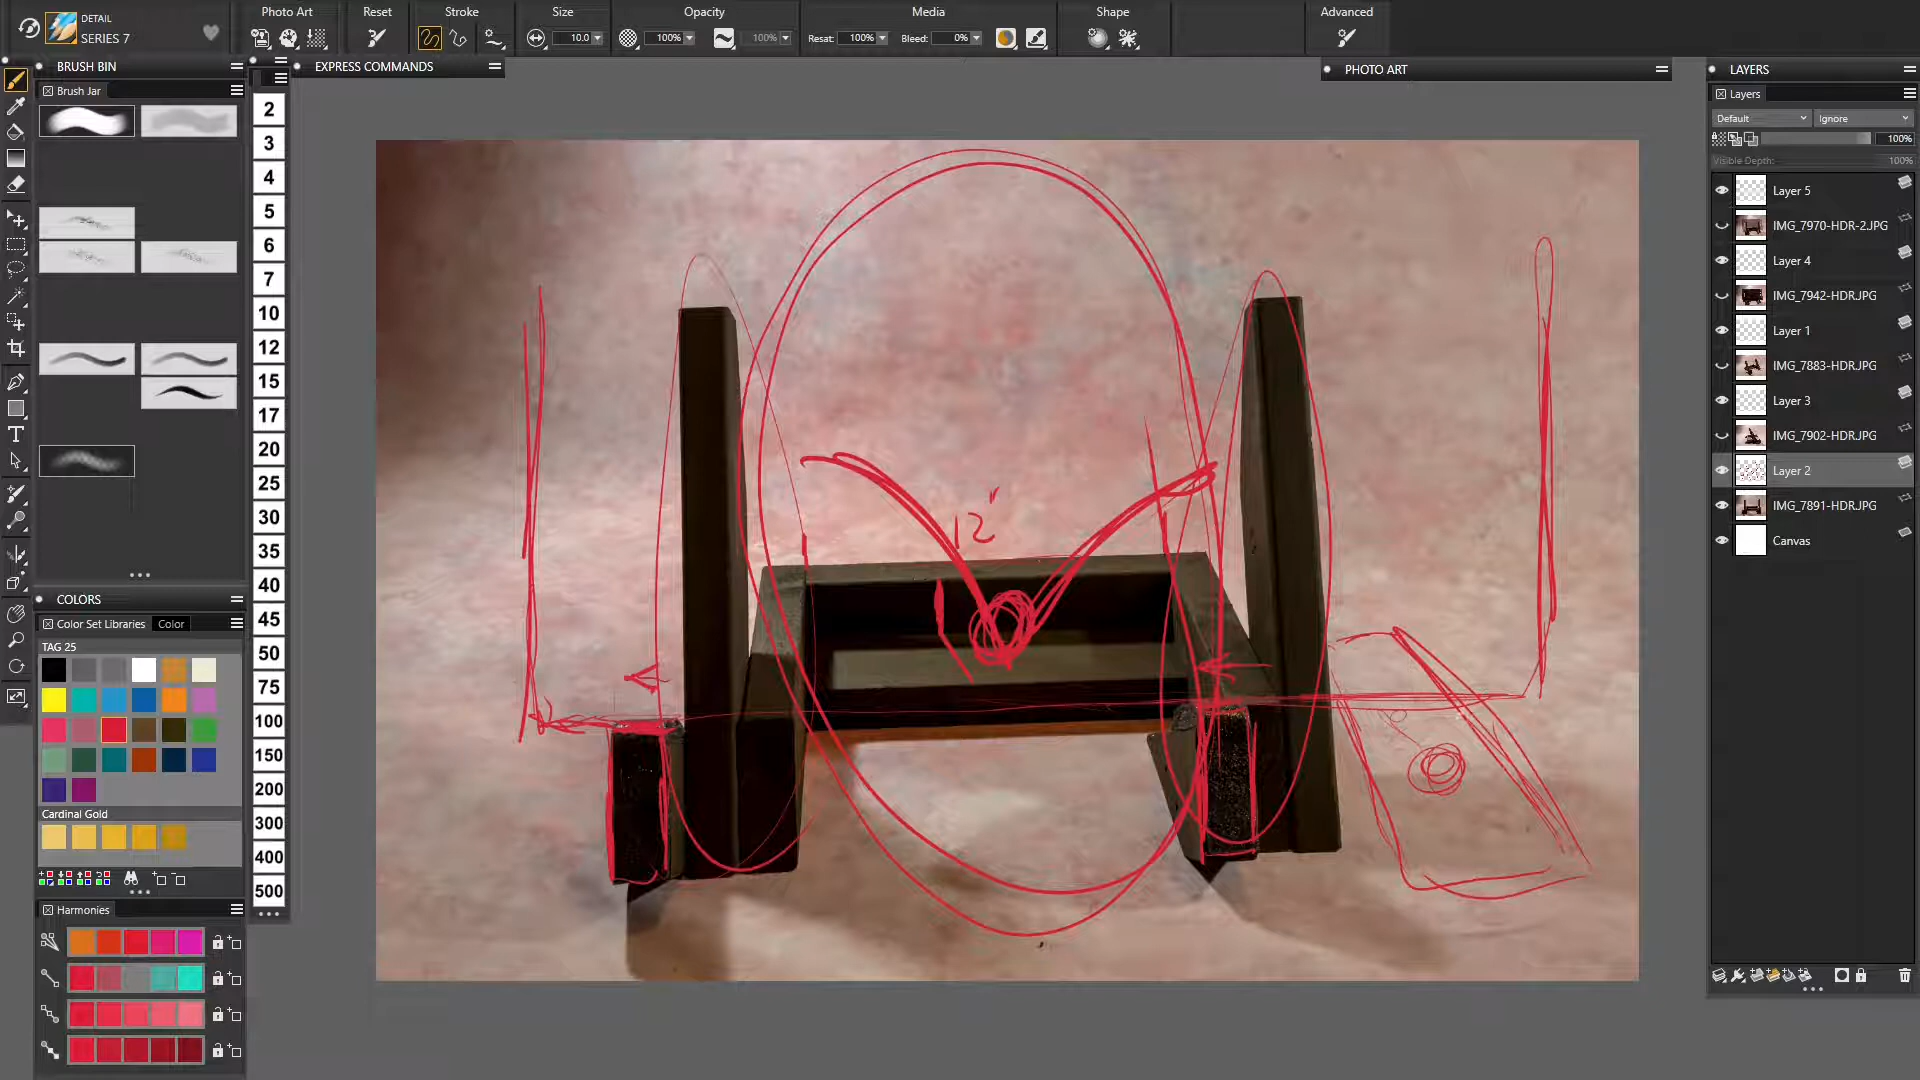 DETAIL
SERIES 7
Photo Art
Reset
Stroke
Size
10.0
Opacity
100%
100%
Media
Resat: 100%
Bleed: 0%
Shape
Advanced
BRUSH BIN
Brush Jar
EXPRESS COMMANDS
2
3
4
5
6
7
10
12
15
17
20
25
30
35
40
45
50
75
100
150
200
300
400
500
COLORS
Color Set Libraries
Color
TAG 25
Cardinal Gold
Harmonies
12"
PHOTO ART
LAYERS
Layers
Default
Ignore
100%
Visible Depth: 100%
Layer 5
IMG_7970-HDR-2.JPG
Layer 4
IMG_7942-HDR.JPG
Layer 1
IMG_7883-HDR.JPG
Layer 3
IMG_7902-HDR.JPG
Layer 2
IMG_7891-HDR.JPG
Canvas